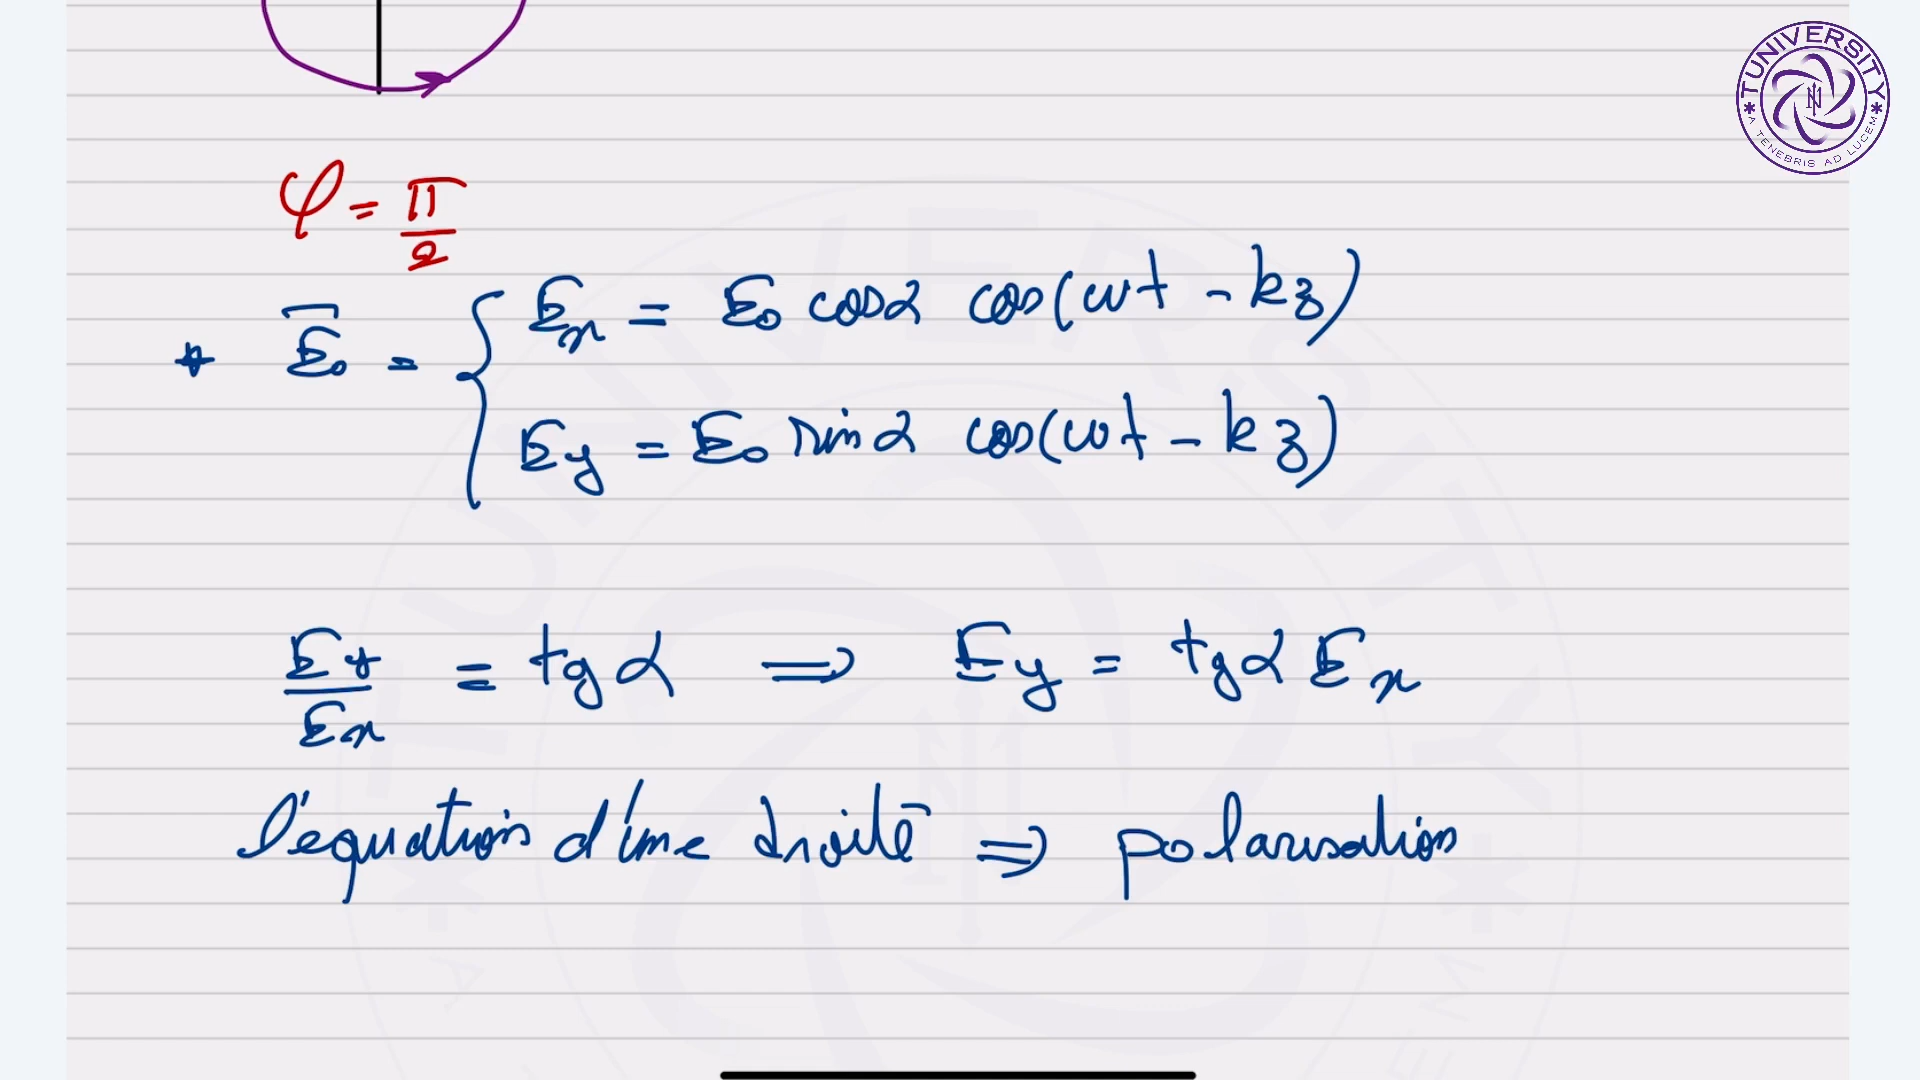 TUNIVERSITY
A TENEBRIS AD LUCEM
φ = π/2
* E₀ = { Eₓ = E₀ cosα cos(ωt - kz)
Ey = E₀ sinα cos(ωt - kz)
Ey/Eₓ = tgα ⟹ Ey = tgα Eₓ
l'equation d'une droite ⟹ polarisation